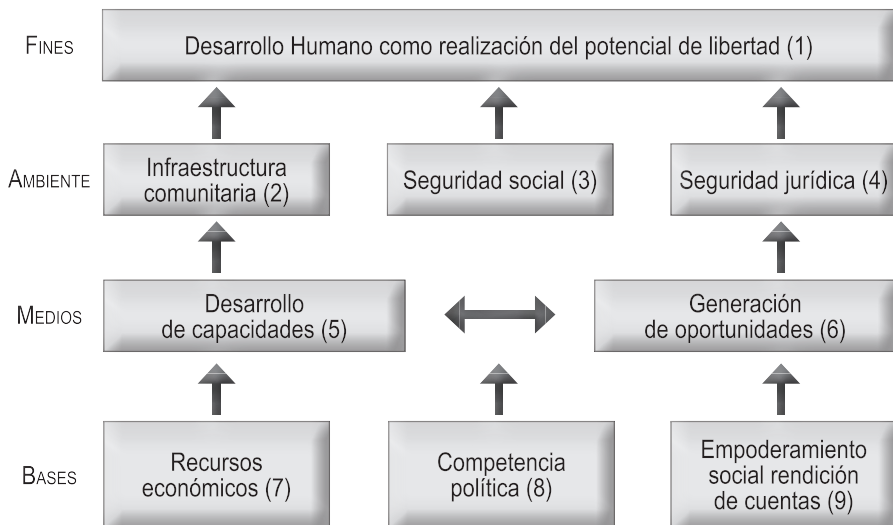 FINES
Desarrollo Humano como realización del potencial de libertad (1)
AMBIENTE
Infraestructura
comunitaria (2)
Seguridad social (3)
Seguridad jurídica (4)
MEDIOS
Desarrollo
de capacidades (5)
Generación
de oportunidades (6)
BASES
Recursos
económicos (7)
Competencia
política (8)
Empoderamiento
social rendición
de cuentas (9)